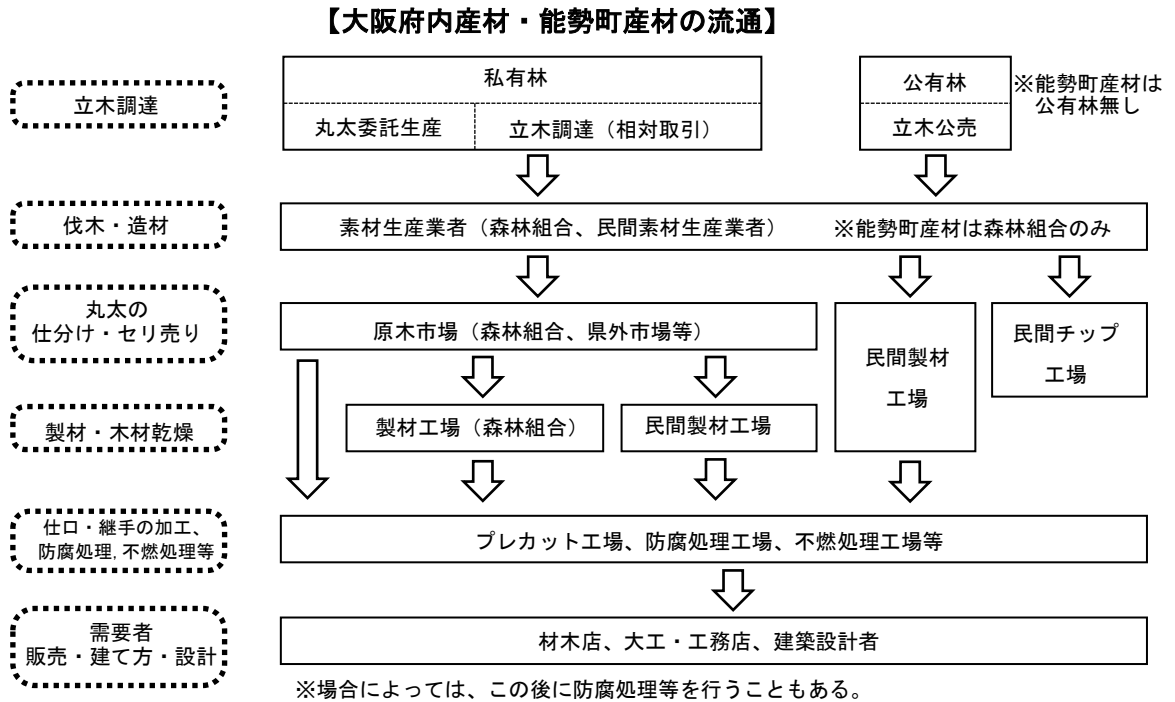 【大阪府内産材・能勢町産材の流通】
立木調達
私有林
丸太委託生産
立木調達（相対取引）
公有林
立木公売
※能勢町産材は
公有林無し
伐木・造材
素材生産業者（森林組合、民間素材生産業者）
※能勢町産材は森林組合のみ
丸太の
仕分け・セリ売り
原木市場（森林組合、県外市場等）
民間製材
工場
民間チップ
工場
製材・木材乾燥
製材工場（森林組合）
民間製材工場
仕口・継手の加工、
防腐処理,不燃処理等
プレカット工場、防腐処理工場、不燃処理工場等
需要者
販売・建て方・設計
材木店、大工・工務店、建築設計者
※場合によっては、この後に防腐処理等を行うこともある。